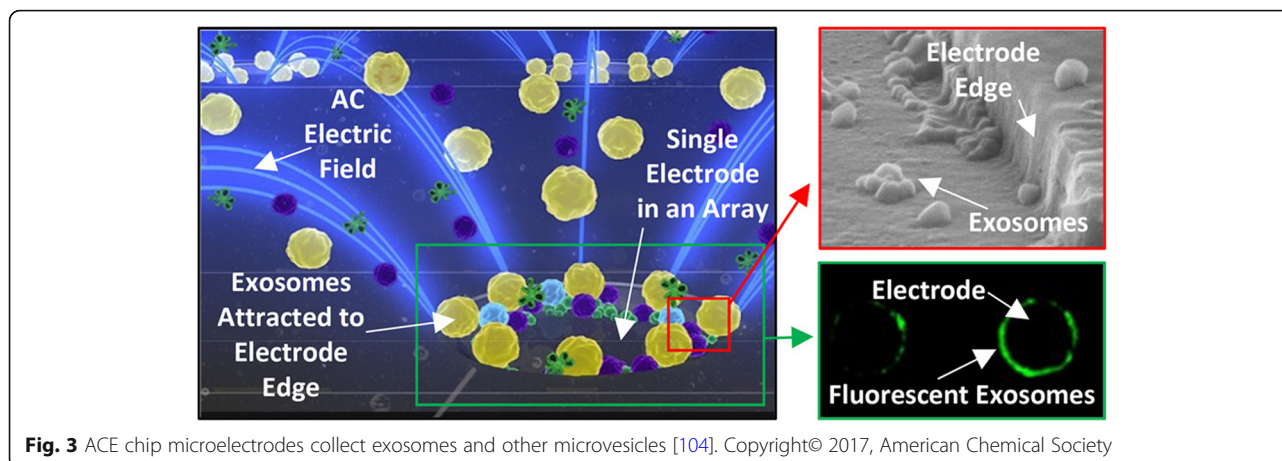 AC
Electric
Field
Single
Electrode
in an Array
Exosomes
Attracted to
Electrode
Edge
Electrode
Edge
Exosomes
Electrode
Fluorescent Exosomes
Fig. 3 ACE chip microelectrodes collect exosomes and other microvesicles [104]. Copyright© 2017, American Chemical Society